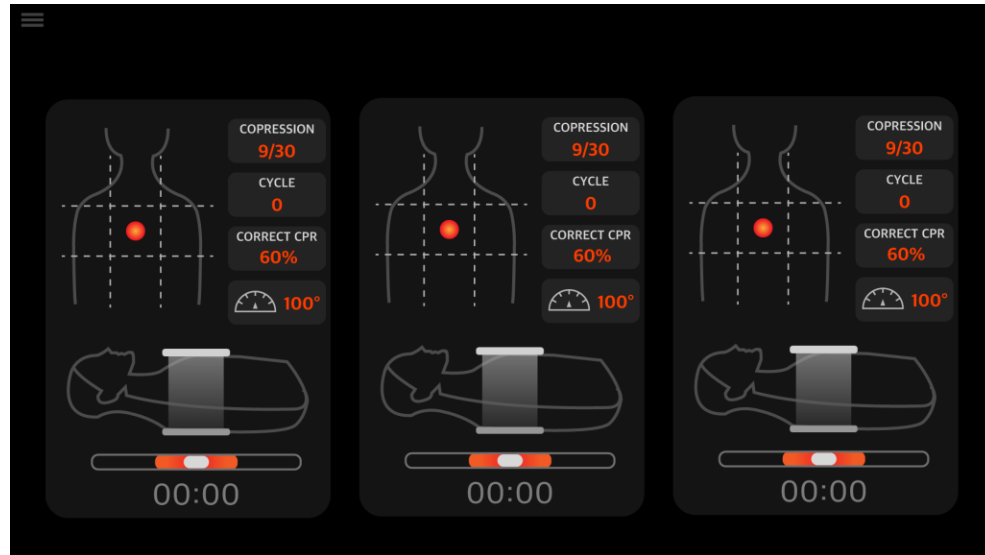 COPRESSION
9/30
CYCLE
0
CORRECT CPR
60%
100°
00:00
COPRESSION
9/30
CYCLE
0
CORRECT CPR
60%
100°
00:00
COPRESSION
9/30
CYCLE
0
CORRECT CPR
60%
100°
00:00